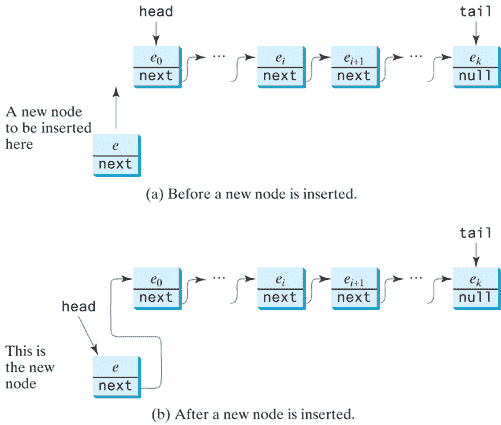 head tail
e0 ... ei ei+1 ... ek
next next next null
A new node
to be inserted
here
e
next
(a) Before a new node is inserted.
tail
e0 ... ei ei+1 ... ek
next next next null
head
This is
the new
node
e
next
(b) After a new node is inserted.